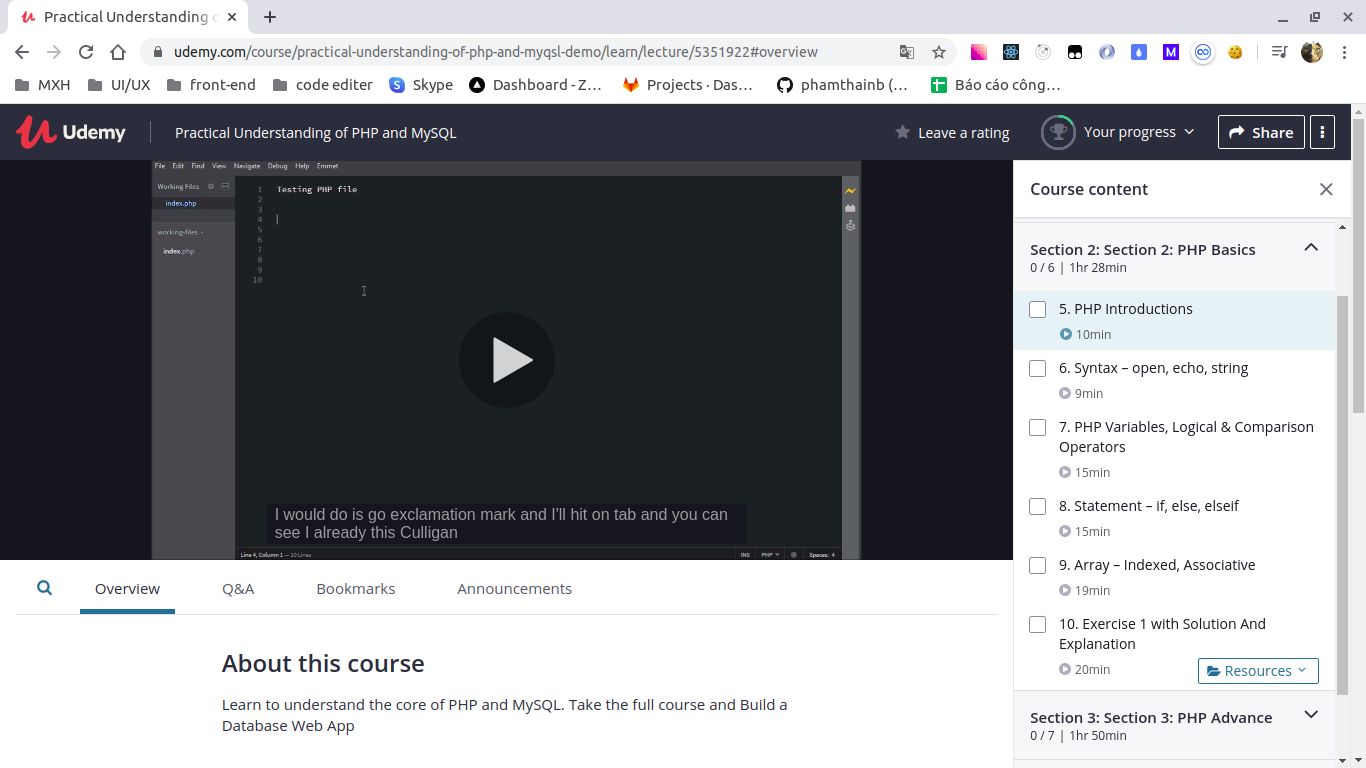 Practical Understanding o
udemy.com/course/practical-understanding-of-php-and-myqsl-demo/learn/lecture/5351922#overview
MXH
UI/UX
front-end
code editer
Skype
Dashboard - Z…
Projects · Das…
phamthainb (…
Báo cáo công…
Udemy
Practical Understanding of PHP and MySQL
Leave a rating
Your progress
Share
File Edit Find View Navigate Debug Help Emmet
Working Files
index.php
working-files
index.php
1 Testing PHP file
2
3
4
5
6
7
8
9
10
I would do is go exclamation mark and I'll hit on tab and you can
see I already this Culligan
Line 4, Column 1 — 10 Lines
INS
PHP
Spaces: 4
Course content
Section 2: Section 2: PHP Basics
0 / 6 | 1hr 28min
5. PHP Introductions
10min
6. Syntax – open, echo, string
9min
7. PHP Variables, Logical & Comparison
Operators
15min
8. Statement – if, else, elseif
15min
9. Array – Indexed, Associative
19min
10. Exercise 1 with Solution And
Explanation
20min
Resources
Section 3: Section 3: PHP Advance
0 / 7 | 1hr 50min
Overview
Q&A
Bookmarks
Announcements
About this course
Learn to understand the core of PHP and MySQL. Take the full course and Build a
Database Web App